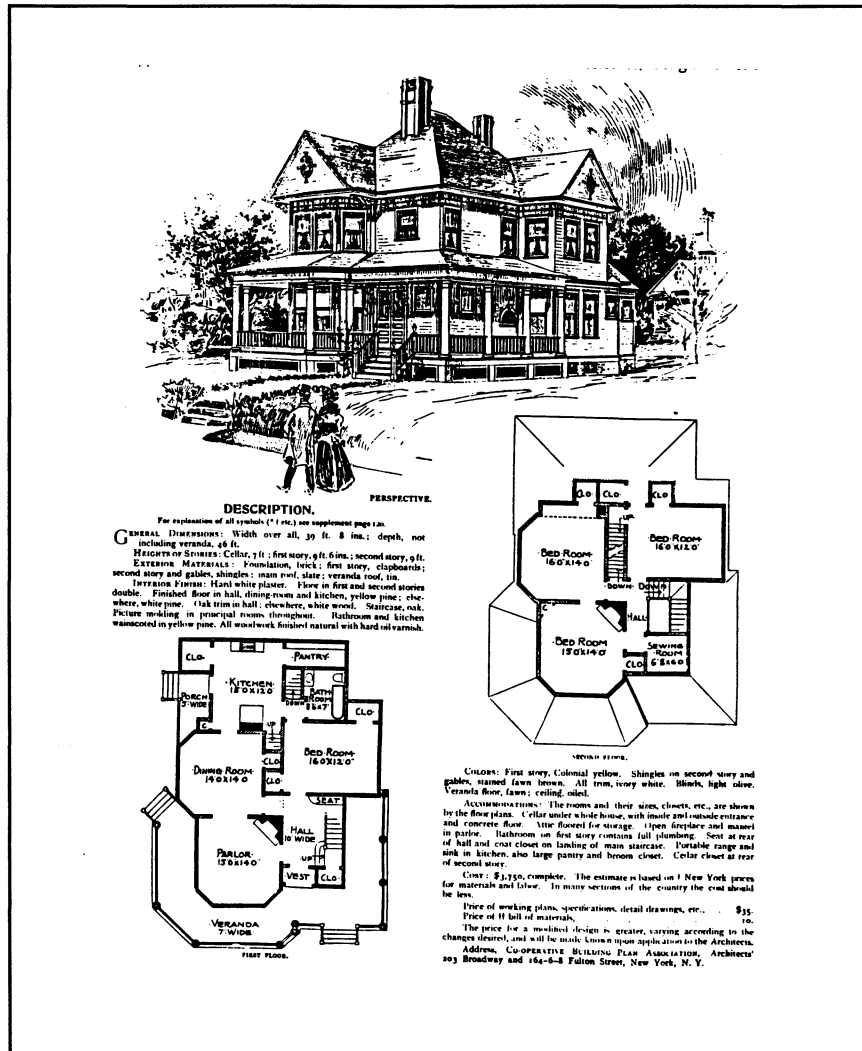 PERSPECTIVE.
DESCRIPTION.
For explanation of all symbols (* † etc.) see supplement page
GENERAL DIMENSIONS: Width over all, 39 ft. 8 ins.; depth, not
including veranda, 46 ft.
HEIGHTS OF STORIES: Cellar, 7 ft; first story, 9 ft. 6 ins.; second story, 9 ft.
EXTERIOR MATERIALS: Foundation, brick; first story, clapboards;
second story and gables, shingles; main roof, slate; veranda roof, tin.
INTERIOR FINISH: Hard white plaster. Floor in first and second stories
double. Finished floor in hall, dining-room and kitchen, yellow pine; else-
where, white pine. Oak trim in hall; elsewhere, white wood. Staircase, oak.
Picture molding in principal rooms throughout. Bathroom and kitchen
wainscoted in yellow pine. All woodwork finished natural with hard oil varnish.
CLO.
KITCHEN
15'0"X12'0"
PANTRY
PORCH
5' WIDE
DOWN
BATH
ROOM
CLO.
C.
UP
BED-ROOM
16'0"X12'0"
CLO
DINING-ROOM
14'0"X14'0"
CLO
SEAT
HALL
10' WIDE
PARLOR
15'0"X14'0"
UP
VEST
CLO.
VERANDA
7' WIDE
FIRST FLOOR.
CLO
CLO.
CLO
UP
BED-ROOM
16'0"X14'0"
BED-ROOM
16'0"X12'0"
DOWN
DOWN
C
HALL
BED ROOM
15'0"X14'0"
SEWING
ROOM
6'8"X6'0"
CLO
SECOND FLOOR.
COLORS: First story, Colonial yellow. Shingles on second story and
gables, stained fawn brown. All trim, ivory white. Blinds, light olive.
Veranda floor, fawn; ceiling, oiled.
ACCOMMODATIONS: The rooms and their sizes, closets, etc., are shown
by the floor plans. Cellar under whole house, with inside and outside entrance
and concrete floor. Attic floored for storage. Open fireplace and mantel
in parlor. Bathroom on first story contains full plumbing. Seat at rear
of hall and coat closet on landing of main staircase. Portable range and
sink in kitchen, also large pantry and broom closet. Cedar closet at rear
of second story.
COST: $3,750, complete. The estimate is based on † New York prices
for materials and labor. In many sections of the country the cost should
be less.
Price of working plans, specifications, detail drawings, etc., . $35.
Price of †† bill of materials, . 10.
The price for a modified design is greater, varying according to the
changes desired, and will be made known upon application to the Architects.
Address, CO-OPERATIVE BUILDING PLAN ASSOCIATION, Architects'
203 Broadway and 164-6-8 Fulton Street, New York, N. Y.